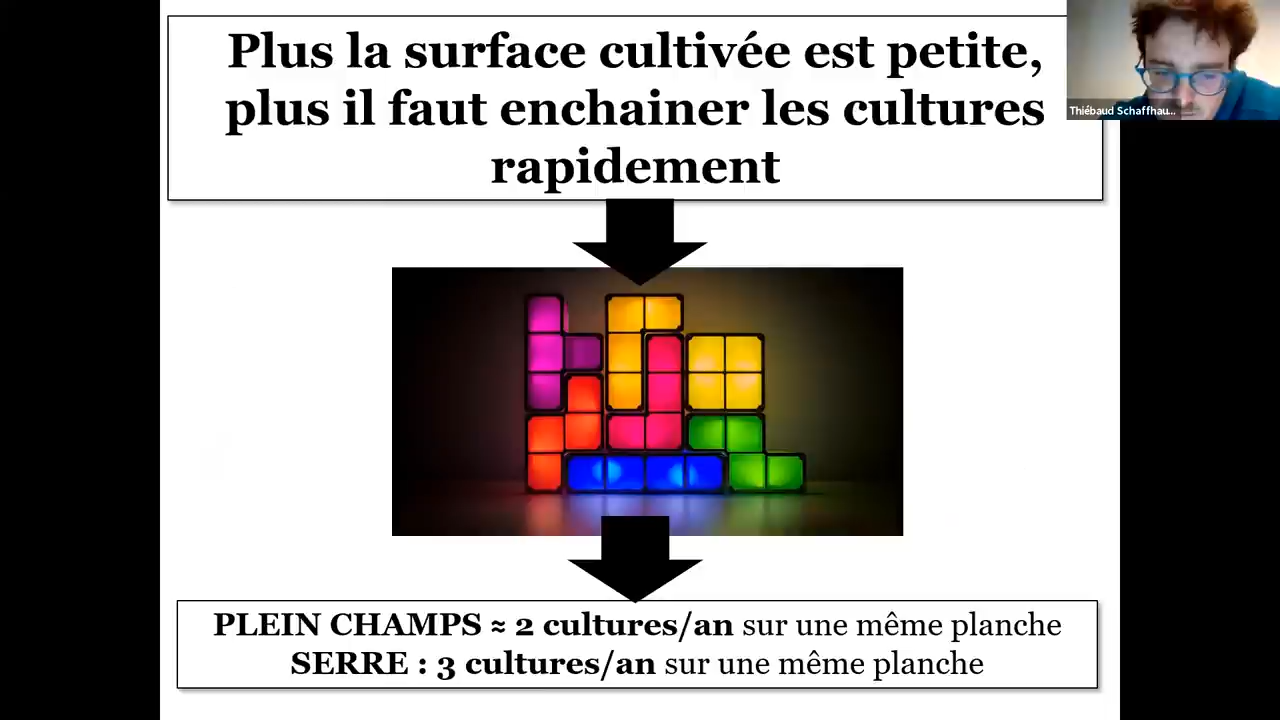 Plus la surface cultivée est petite,
plus il faut enchainer les cultures
rapidement
Thiébaud Schaffhau...
PLEIN CHAMPS ≈ 2 cultures/an sur une même planche
SERRE : 3 cultures/an sur une même planche